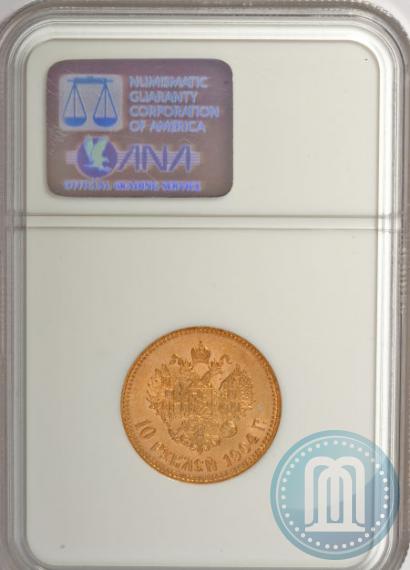 NUMISMATIC
GUARANTY
CORPORATION
OF AMERICA
ANA
OFFICIAL GRADING SERVICE
10 РУБЛЕЙ 1904 Г.
M